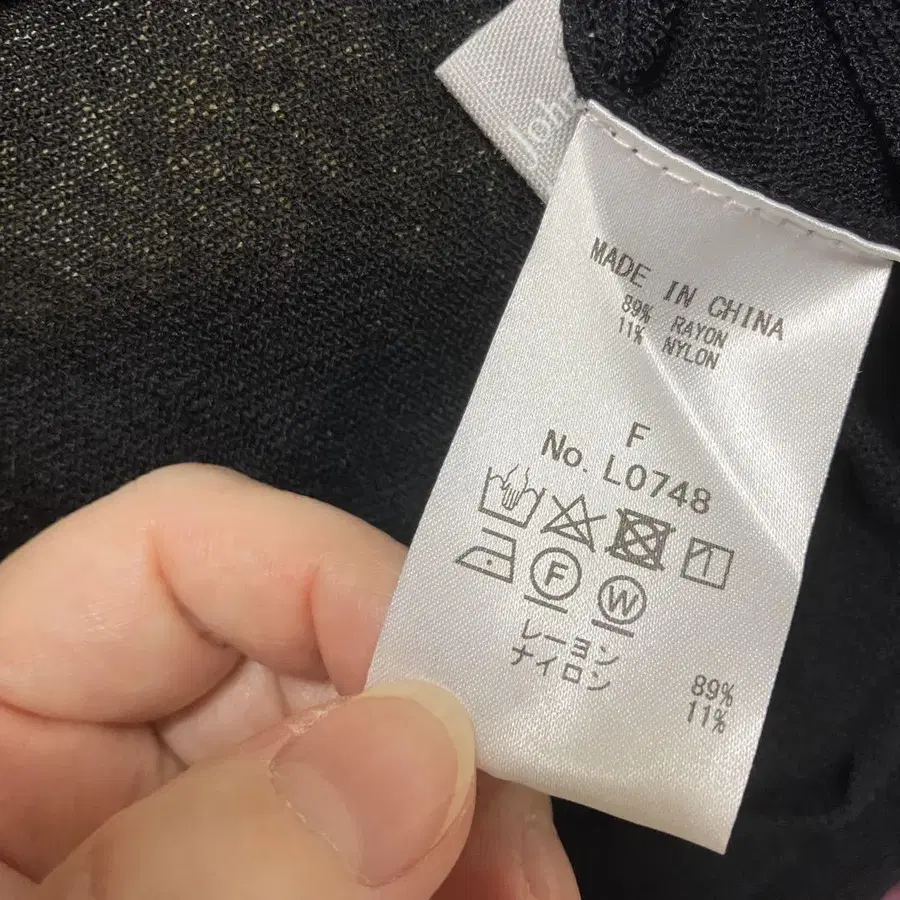 John
MADE IN CHINA
89% RAYON
11% NYLON
F
No. L0748
F
W
レーヨン 89%
ナイロン 11%